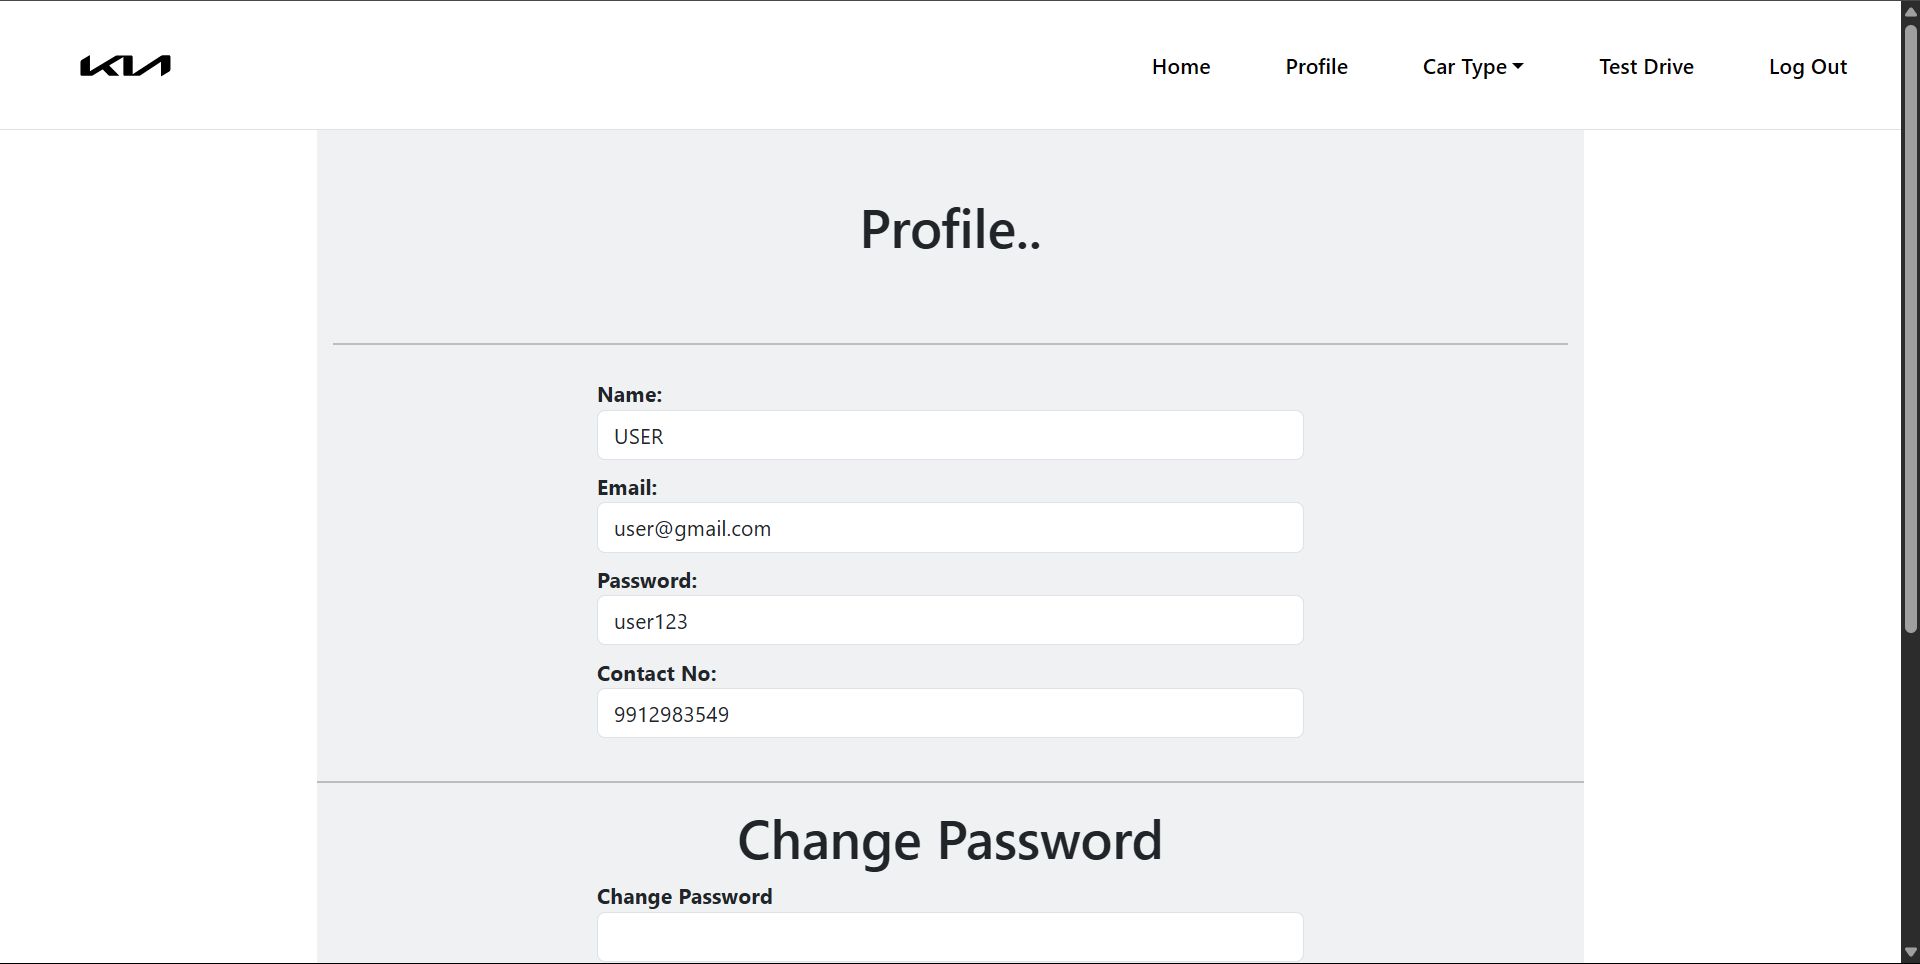 KIA
Home Profile Car Type Test Drive Log Out
Profile..
Name:
USER
Email:
user@gmail.com
Password:
user123
Contact No:
9912983549
Change Password
Change Password